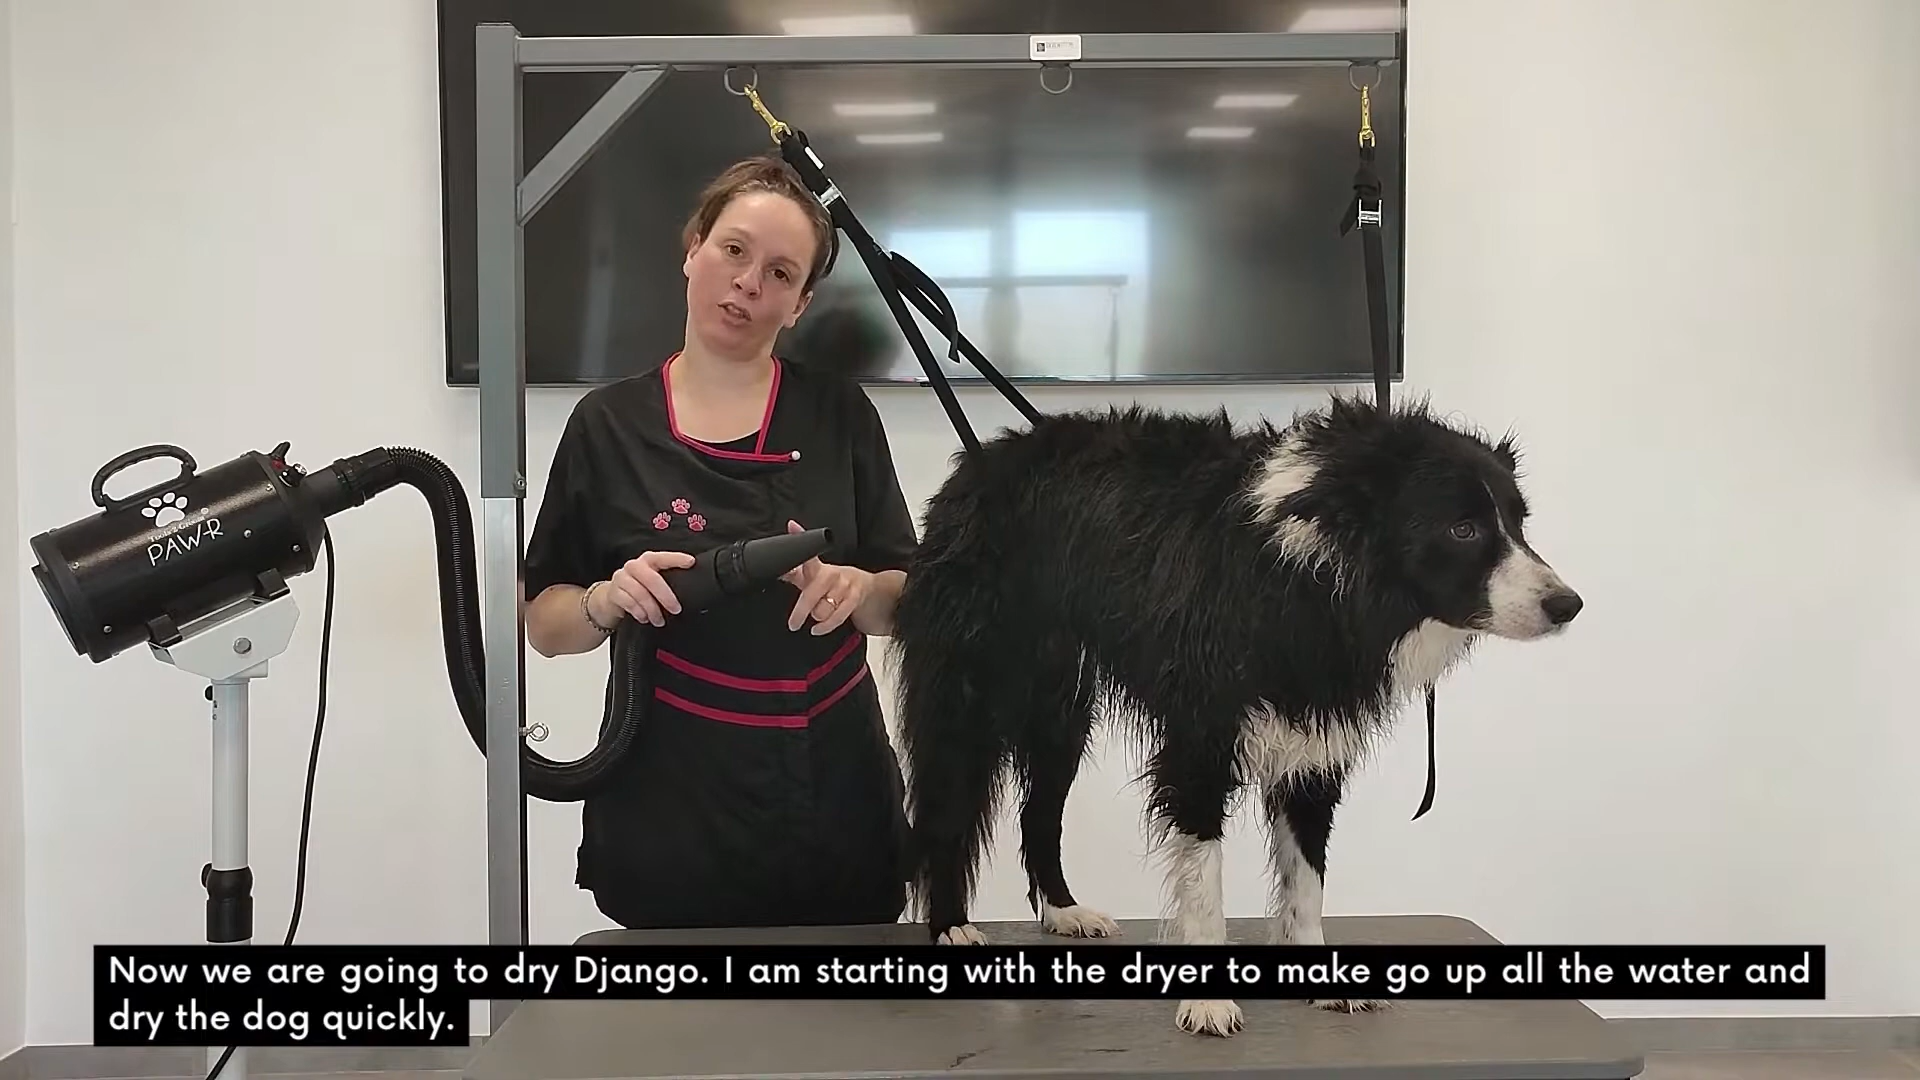 PAW-R
Now we are going to dry Django. I am starting with the dryer to make go up all the water and
dry the dog quickly.